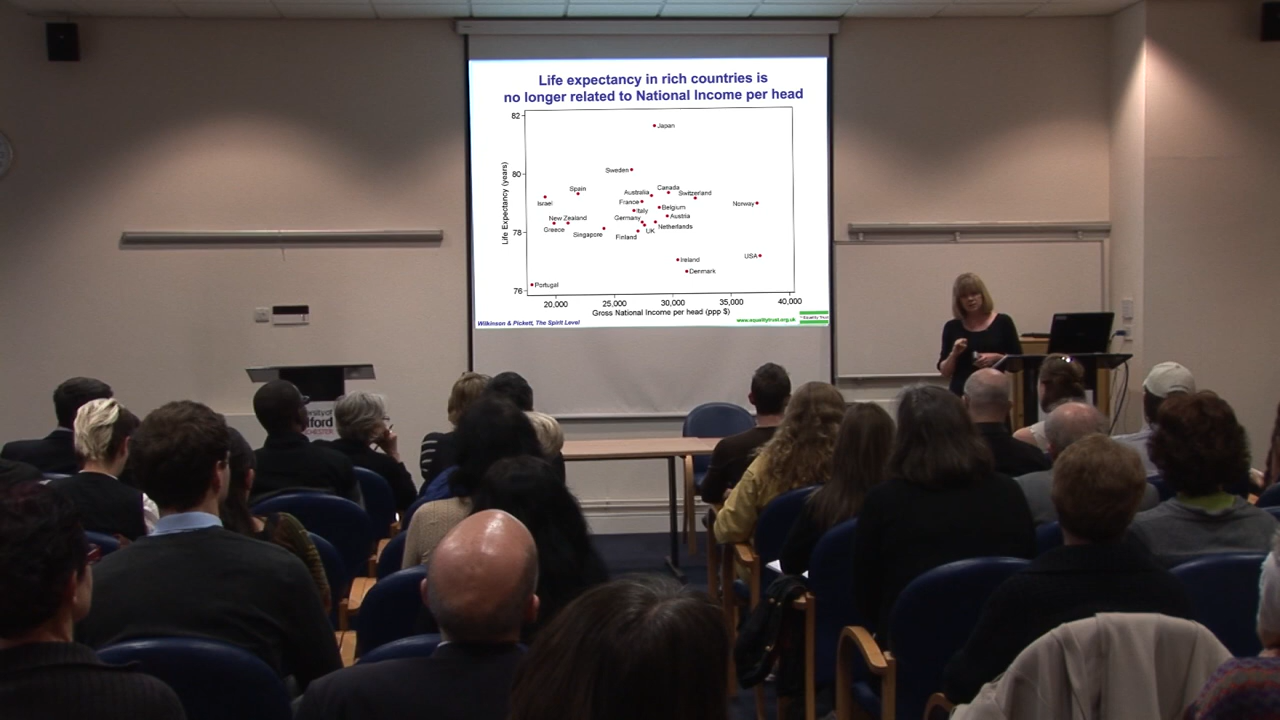 Life expectancy in rich countries is
no longer related to National Income per head
82
Japan
80
Sweden
Spain
Canada
Australia
Switzerland
Israel
France
Norway
Italy
Belgium
New Zealand
Germany
Austria
Greece
Netherlands
78
Singapore
UK
Finland
Ireland
USA
Denmark
Portugal
76
Life Expectancy (years)
20,000 25,000 30,000 35,000 40,000
Gross National Income per head (ppp $)
Wilkinson & Pickett, The Spirit Level
www.equalitytrust.org.uk